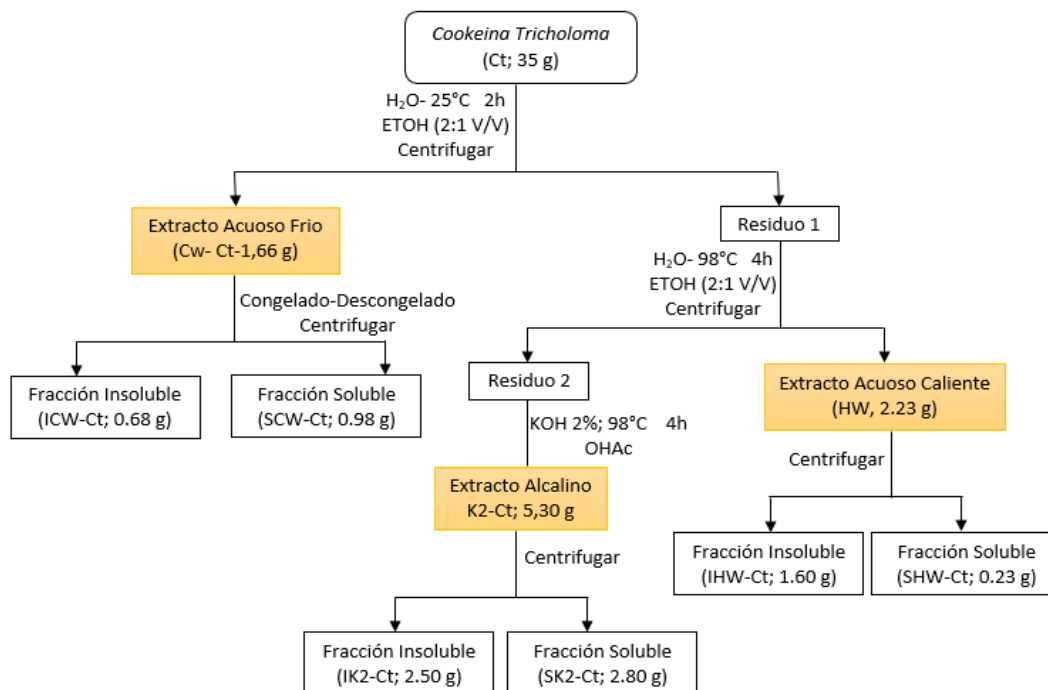 Cookeina Tricholoma
(Ct; 35 g)
H₂O- 25°C 2h
ETOH (2:1 V/V)
Centrifugar
Extracto Acuoso Frio
(Cw- Ct-1,66 g)
Residuo 1
H₂O- 98°C 4h
ETOH (2:1 V/V)
Centrifugar
Congelado-Descongelado
Centrifugar
Fracción Insoluble
(ICW-Ct; 0.68 g)
Fracción Soluble
(SCW-Ct; 0.98 g)
Residuo 2
Extracto Acuoso Caliente
(HW, 2.23 g)
KOH 2%; 98°C 4h
OHAc
Centrifugar
Extracto Alcalino
K2-Ct; 5,30 g
Fracción Insoluble
(IHW-Ct; 1.60 g)
Fracción Soluble
(SHW-Ct; 0.23 g)
Centrifugar
Fracción Insoluble
(IK2-Ct; 2.50 g)
Fracción Soluble
(SK2-Ct; 2.80 g)